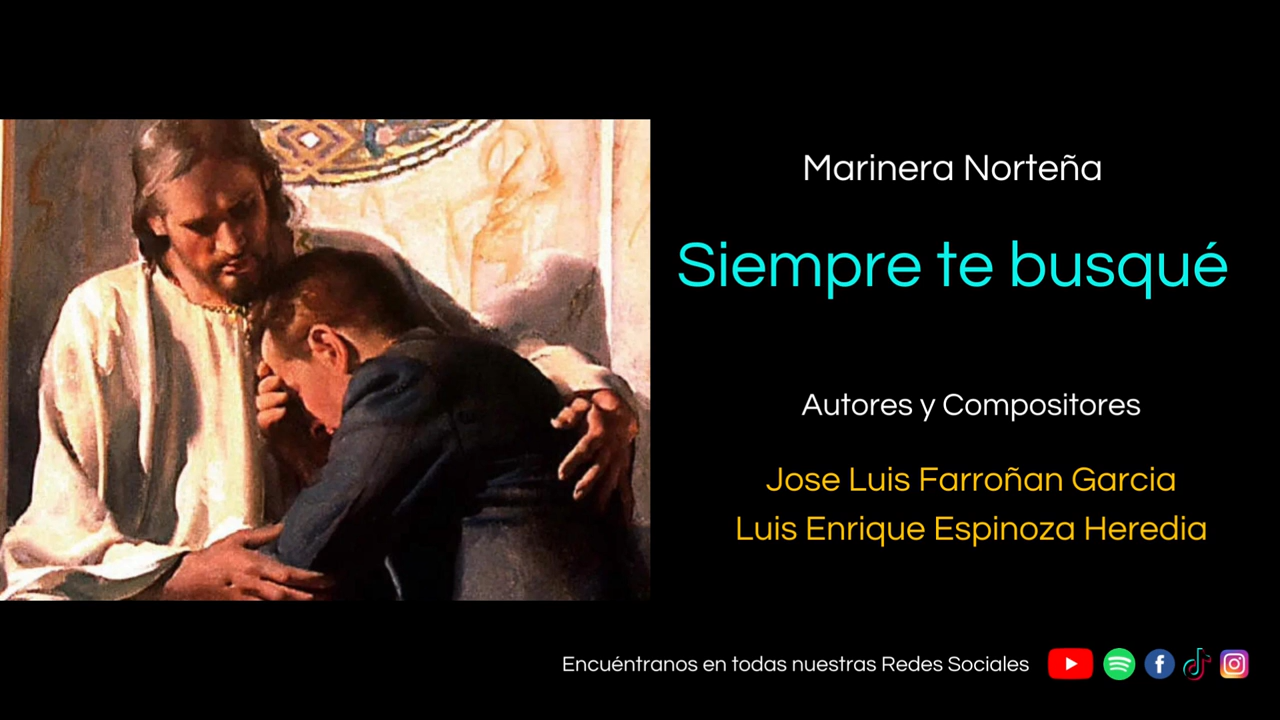 Marinera Norteña
Siempre te busqué
Autores y Compositores
Jose Luis Farroñan Garcia
Luis Enrique Espinoza Heredia
Encuéntranos en todas nuestras Redes Sociales